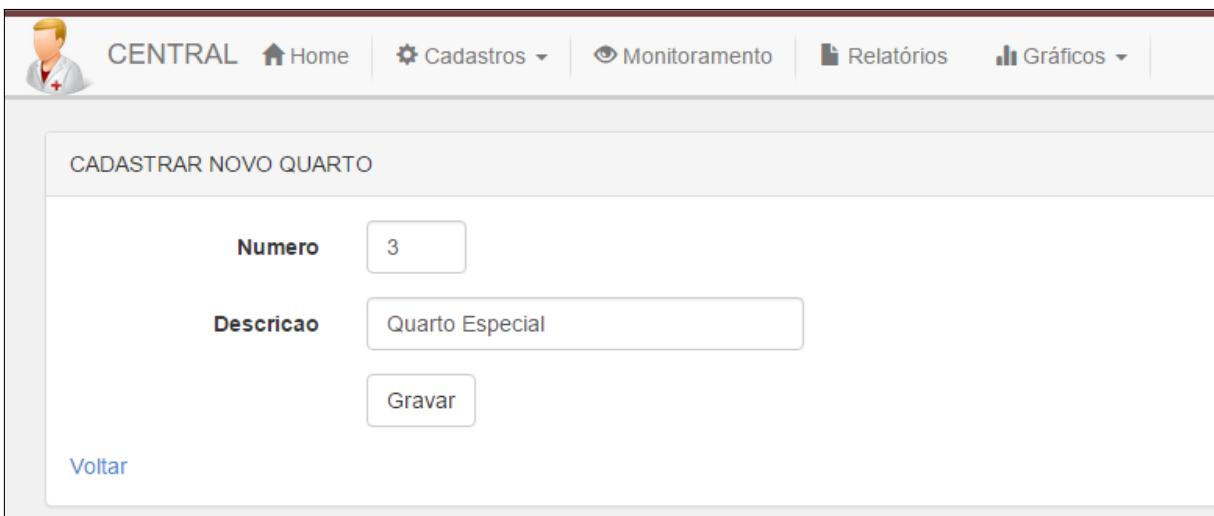 CENTRAL Home Cadastros Monitoramento Relatórios Gráficos
CADASTRAR NOVO QUARTO
Numero 3
Descricao Quarto Especial
Gravar
Voltar